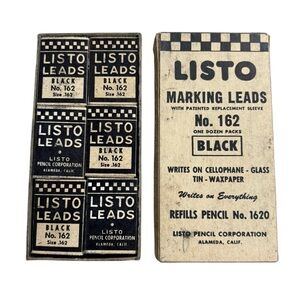 LISTO
LEADS
BLACK
No. 162
Size .162
LISTO
LEADS
BLACK
No. 162
Size .162
LISTO
LEADS
LISTO
PENCIL CORPORATION
ALAMEDA, CALIF.
LISTO
LEADS
BLACK
No. 162
Size .162
LISTO
LEADS
BLACK
No. 162
Size .162
LISTO
LEADS
LISTO
PENCIL CORPORATION
ALAMEDA, CALIF.
LISTO
MARKING LEADS
WITH PATENTED REPLACEMENT SLEEVE
No. 162
ONE DOZEN PACKS
BLACK
WRITES ON CELLOPHANE - GLASS
TIN - WAXPAPER
Writes on Everything
REFILLS PENCIL No. 1620
LISTO PENCIL CORPORATION
ALAMEDA, CALIF.